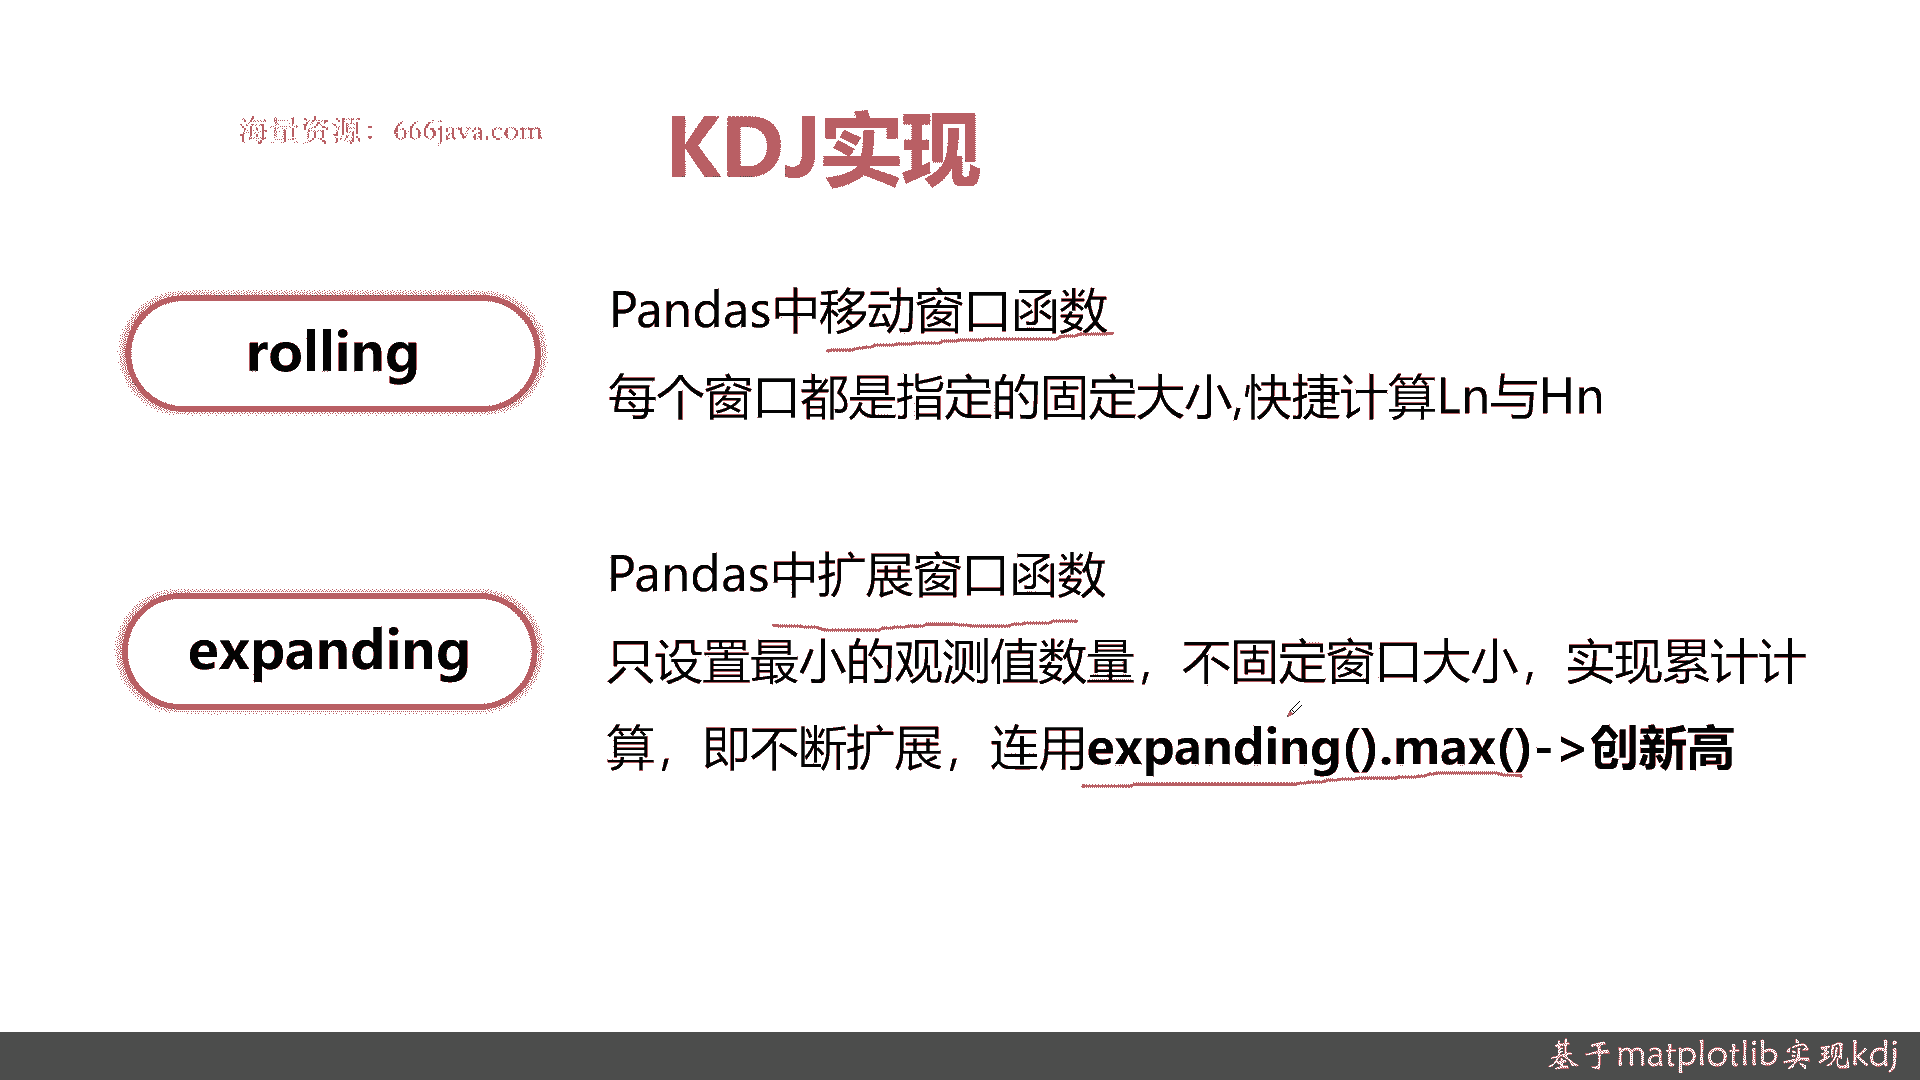 海量资源：666java.com
KDJ实现
rolling
Pandas中移动窗口函数
每个窗口都是指定的固定大小,快捷计算Ln与Hn
expanding
Pandas中扩展窗口函数
只设置最小的观测值数量，不固定窗口大小，实现累计计
算，即不断扩展，连用expanding().max()->创新高
基于matplotlib实现kdj